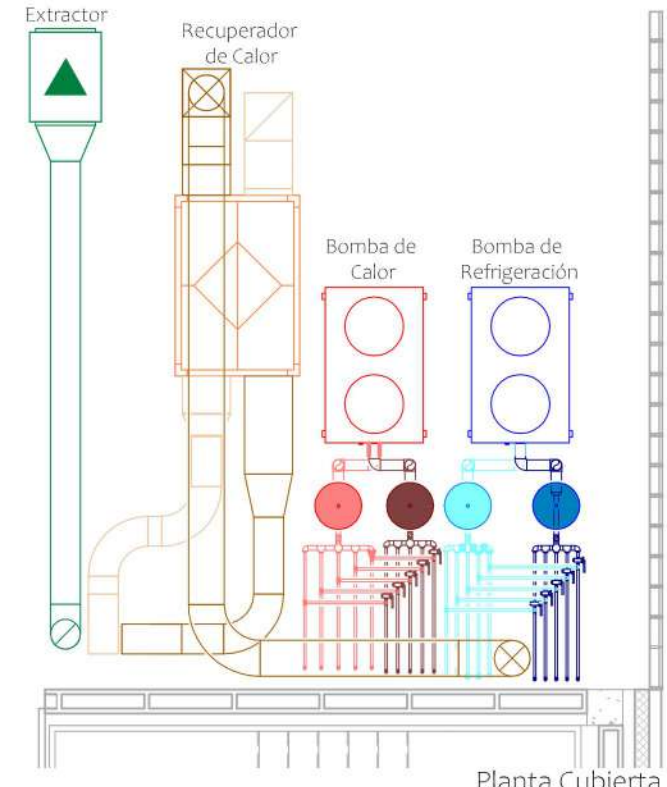 Extractor
Recuperador
de Calor
Bomba de
Calor
Bomba de
Refrigeración
Planta Cubierta